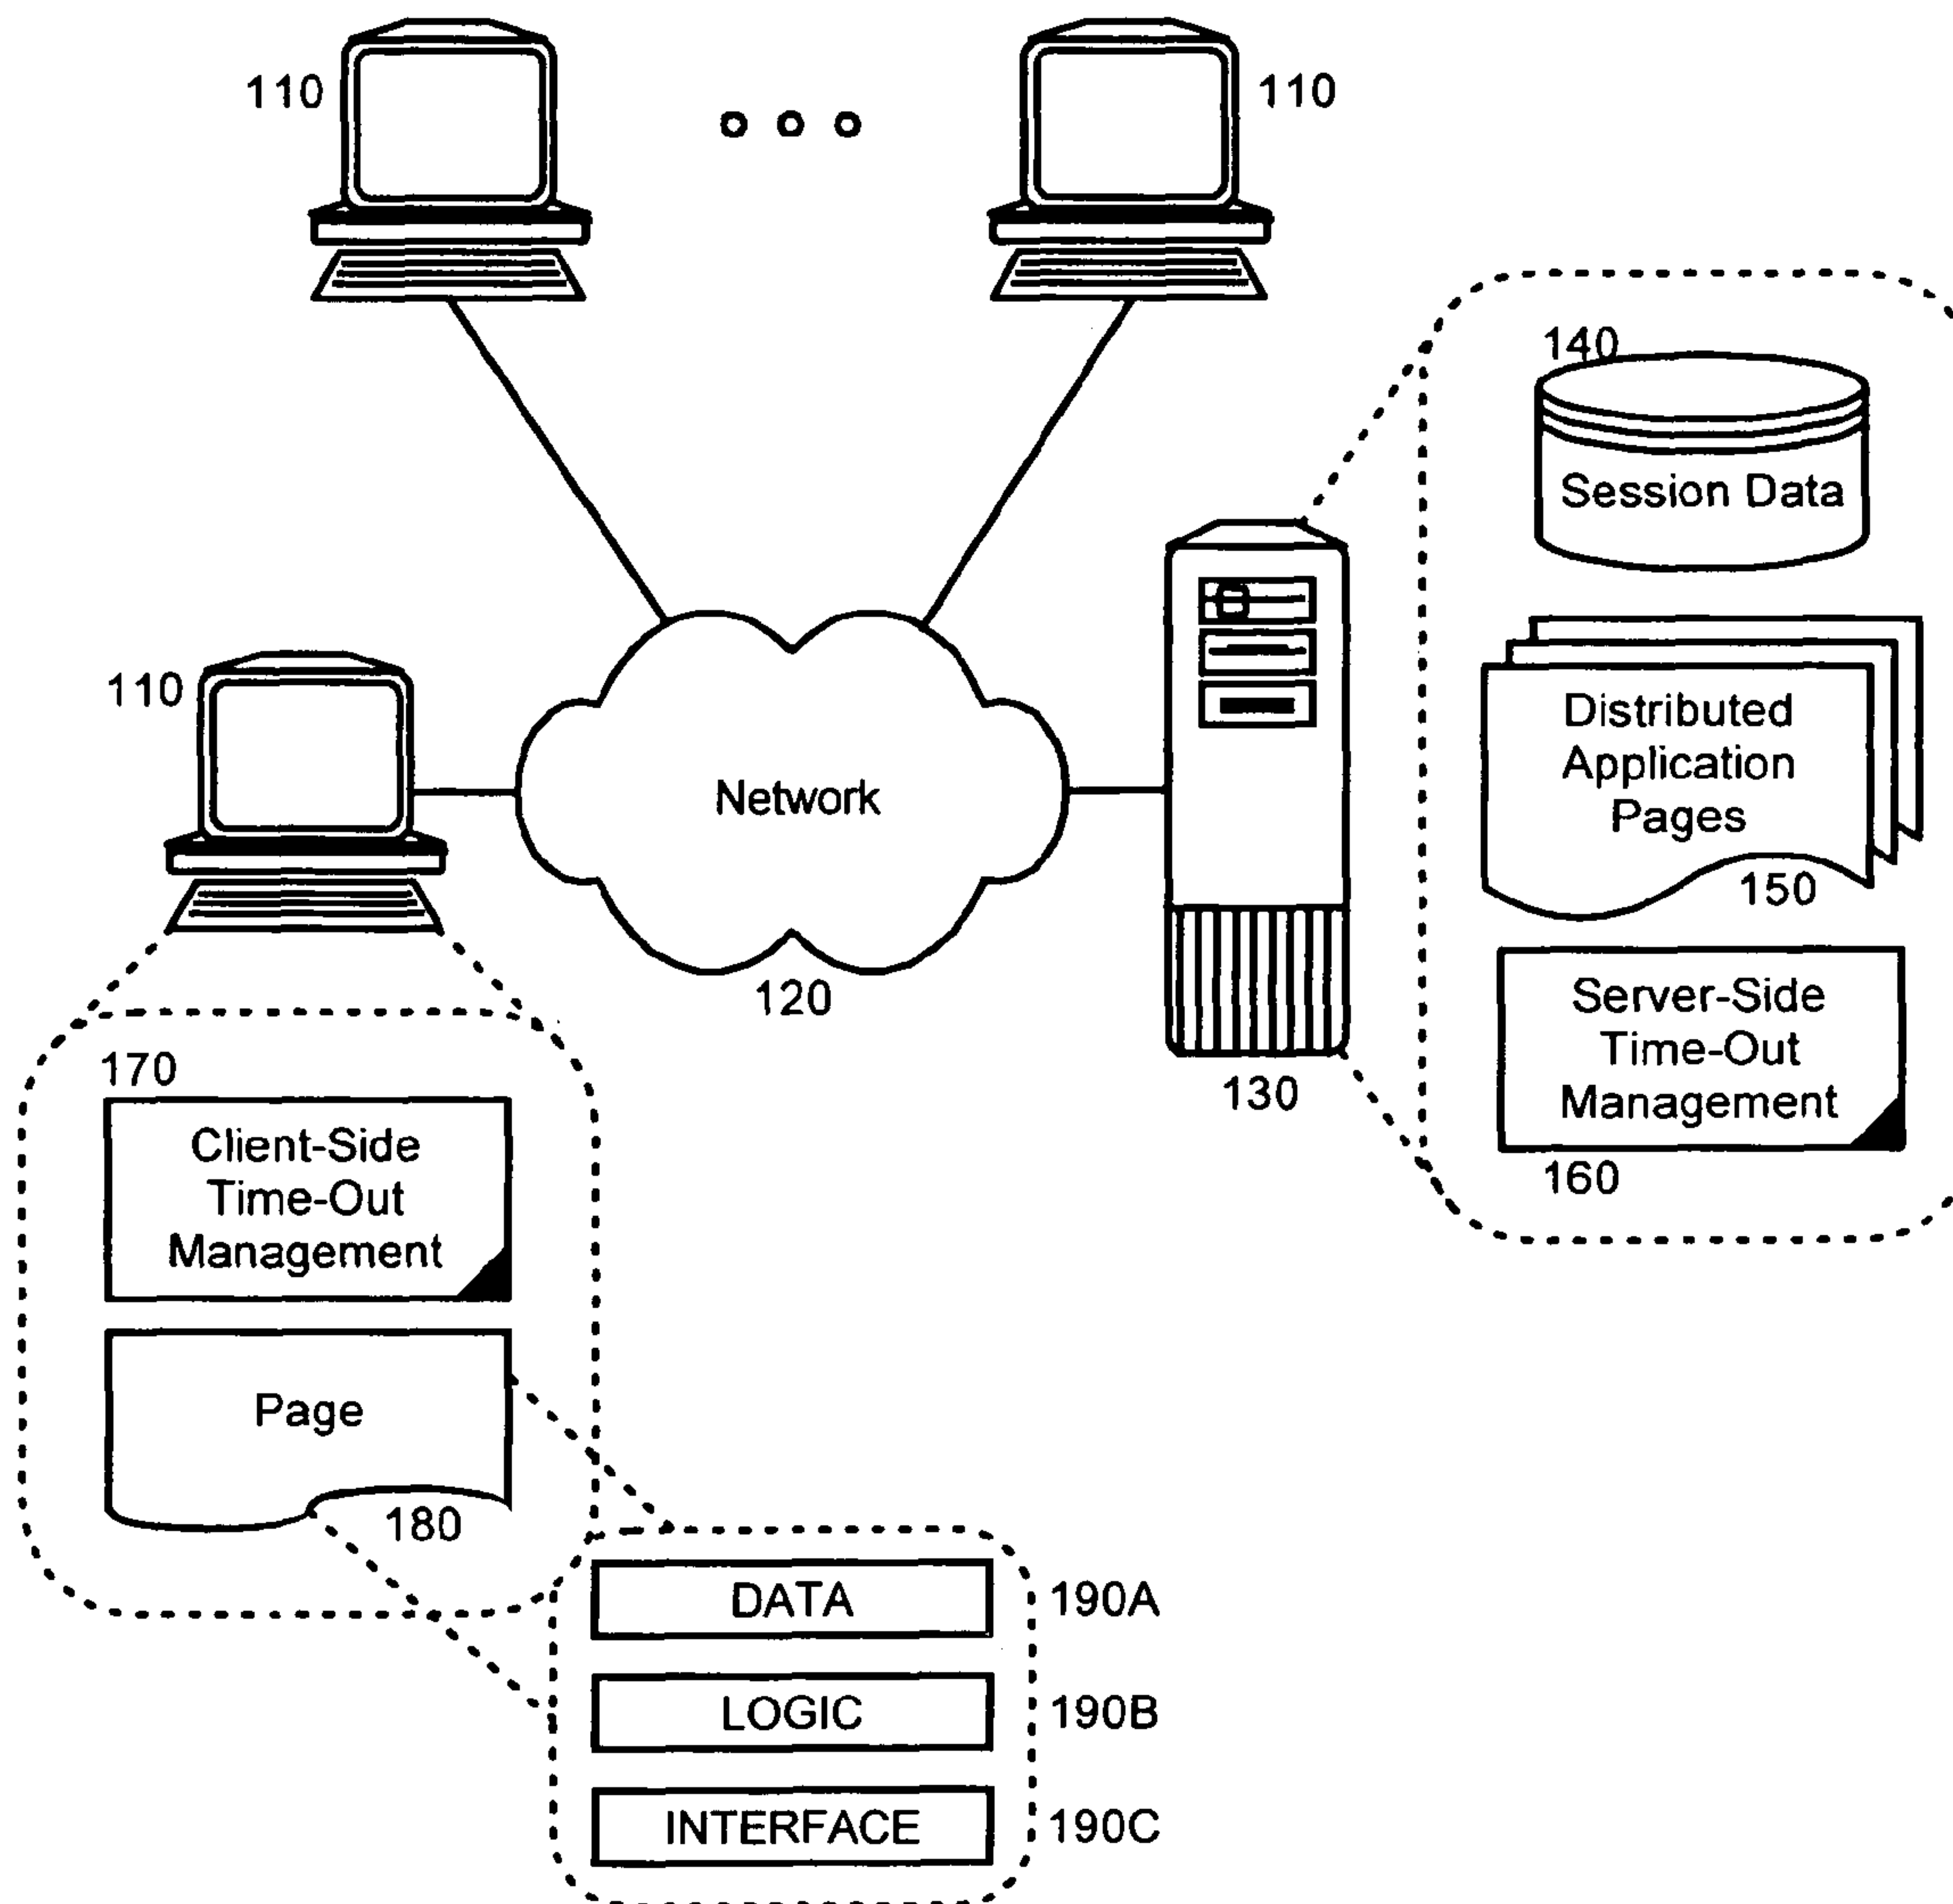 110
110
140
Session Data
110
Distributed
Application
Pages
150
Network
120
Server-Side
Time-Out
Management
160
130
170
Client-Side
Time-Out
Management
Page
180
DATA
190A
LOGIC
190B
INTERFACE
190C